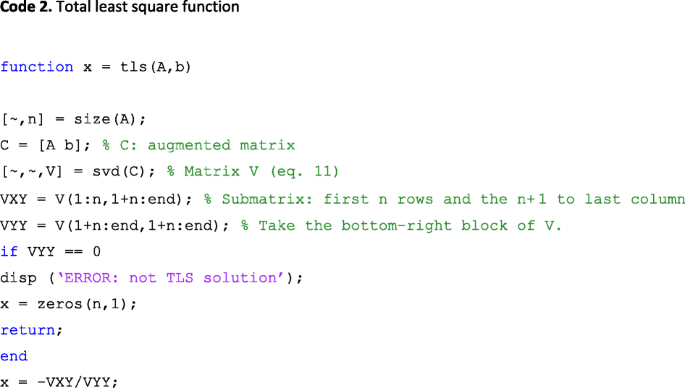 Code 2. Total least square function
function x = tls(A,b)
[~,n] = size(A);
C = [A b]; % C: augmented matrix
[~,~,V] = svd(C); % Matrix V (eq. 11)
VXY = V(1:n,1+n:end); % Submatrix: first n rows and the n+1 to last column
VYY = V(1+n:end,1+n:end); % Take the bottom-right block of V.
if VYY == 0
disp (‘ERROR: not TLS solution’);
x = zeros(n,1);
return;
end
x = -VXY/VYY;